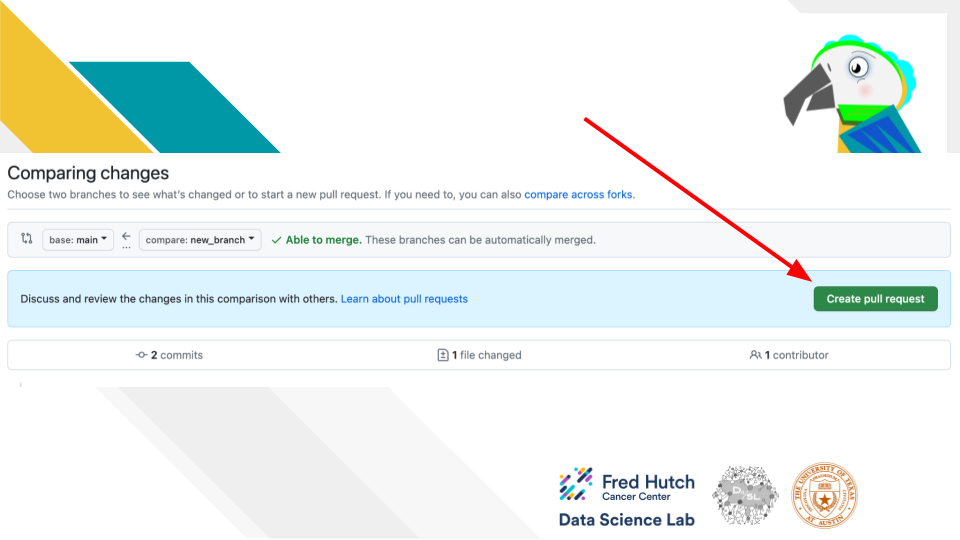 Comparing changes
Choose two branches to see what's changed or to start a new pull request. If you need to, you can also compare across forks.
base: main
...
compare: new_branch
Able to merge. These branches can be automatically merged.
Discuss and review the changes in this comparison with others. Learn about pull requests
Create pull request
2 commits
1 file changed
1 contributor
Fred Hutch
Cancer Center
Data Science Lab
THE UNIVERSITY OF TEXAS
AT AUSTIN